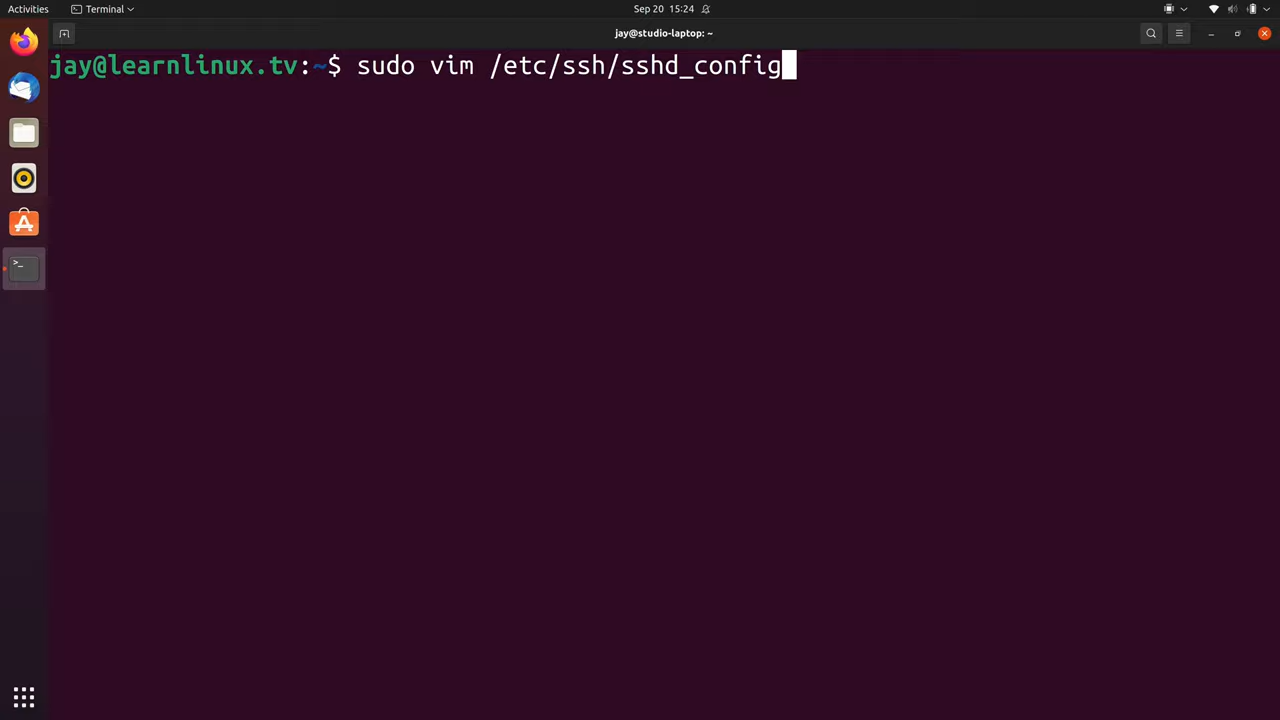 Activities
Terminal
Sep 20 15:24
jay@studio-laptop: ~
jay@learnlinux.tv:~$ sudo vim /etc/ssh/sshd_config
>_